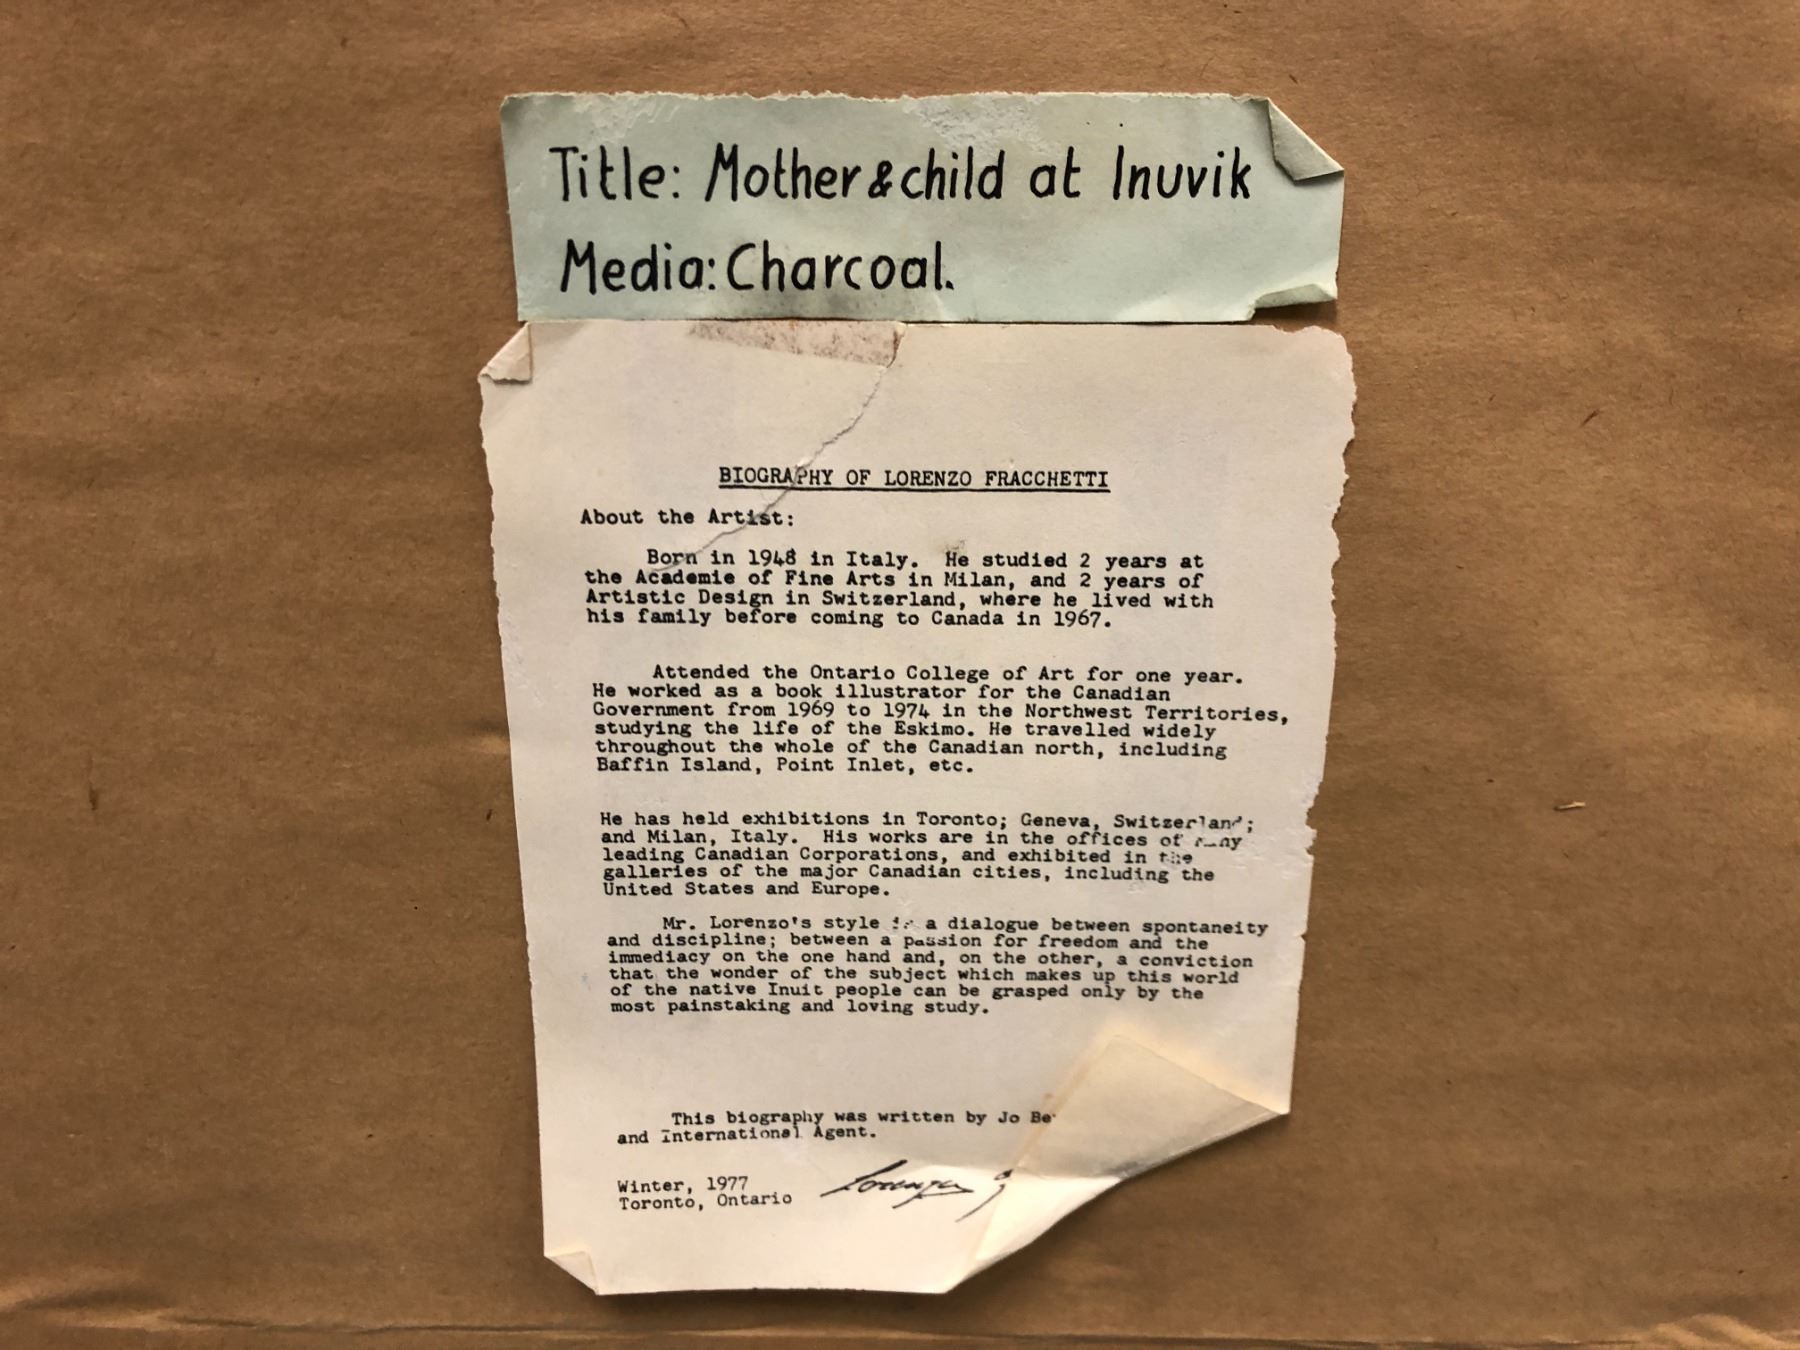 Title: Mother & child at Inuvik
Media: Charcoal.
BIOGRAPHY OF LORENZO FRACCHETTI
About the Artist:
Born in 1948 in Italy. He studied 2 years at
the Academie of Fine Arts in Milan, and 2 years of
Artistic Design in Switzerland, where he lived with
his family before coming to Canada in 1967.
Attended the Ontario College of Art for one year.
He worked as a book illustrator for the Canadian
Government from 1969 to 1974 in the Northwest Territories,
studying the life of the Eskimo. He travelled widely
throughout the whole of the Canadian north, including
Baffin Island, Point Inlet, etc.
He has held exhibitions in Toronto; Geneva, Switzerland;
and Milan, Italy. His works are in the offices of many
leading Canadian Corporations, and exhibited in the
galleries of the major Canadian cities, including the
United States and Europe.
Mr. Lorenzo's style is a dialogue between spontaneity
and discipline; between a passion for freedom and the
immediacy on the one hand and, on the other, a conviction
that the wonder of the subject which makes up this world
of the native Inuit people can be grasped only by the
most painstaking and loving study.
This biography was written by Jo
and International Agent.
Winter, 1977
Toronto, Ontario
Lorenzo